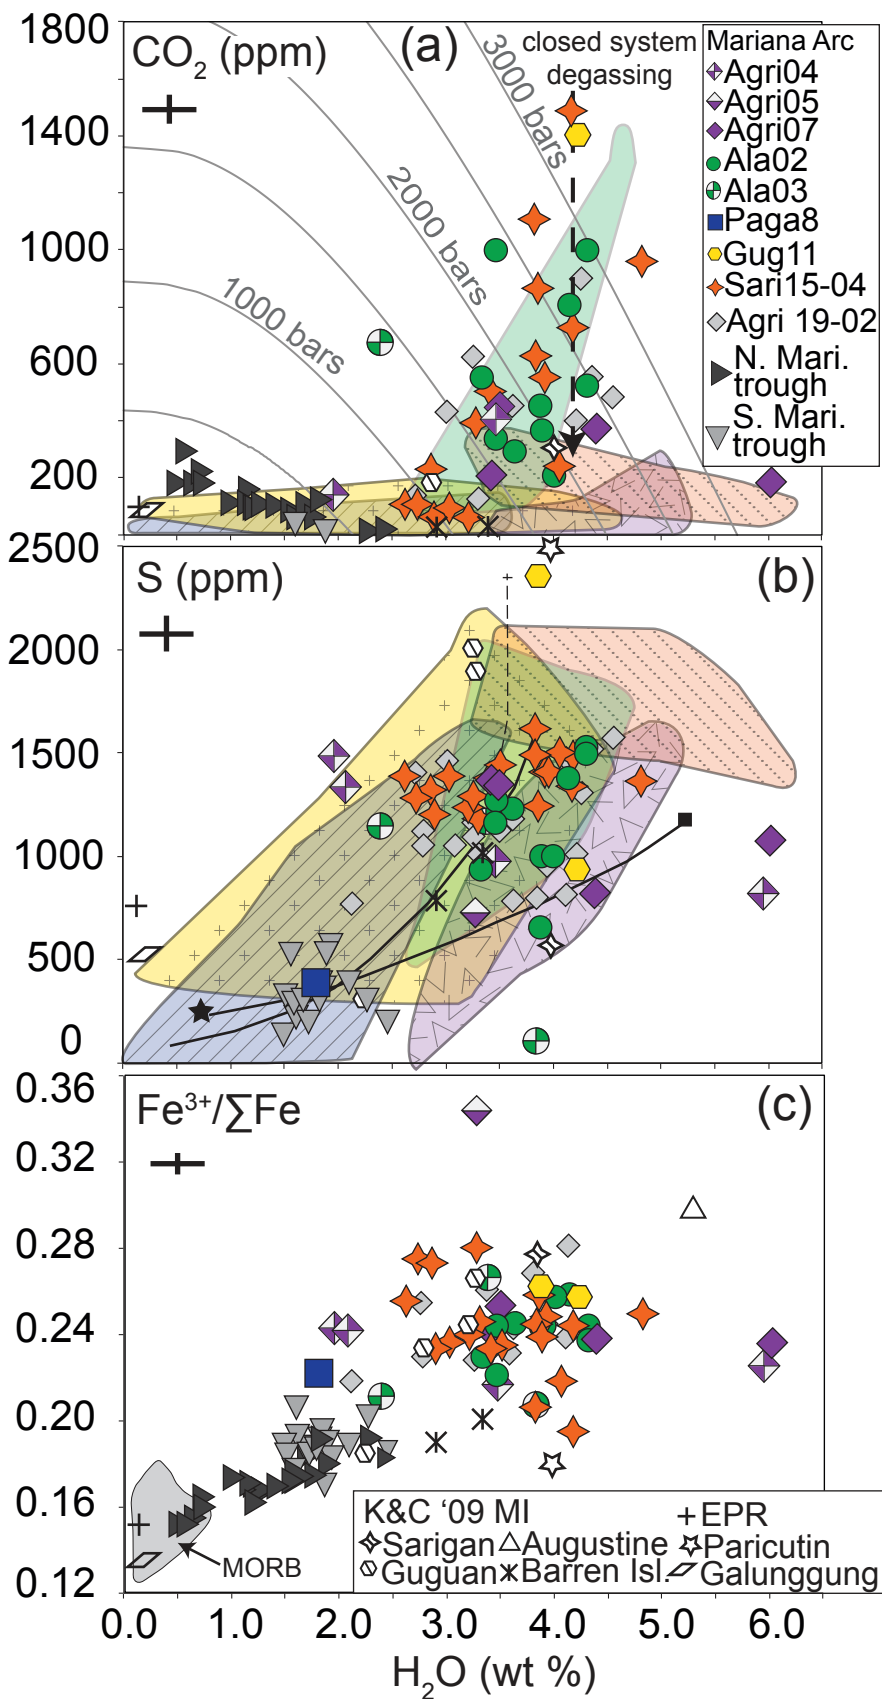 1800
1400
1000
600
200
CO2 (ppm)
(a)
closed system
degassing
3000 bars
2000 bars
1000 bars
Mariana Arc
Agri04
Agri05
Agri07
Ala02
Ala03
Paga8
Gug11
Sari15-04
Agri 19-02
N. Mari.
trough
S. Mari.
trough
2500
2000
1500
1000
500
0
S (ppm)
(b)
0.36
0.32
0.28
0.24
0.20
0.16
0.12
Fe³⁺/∑Fe
(c)
MORB
K&C ‘09 MI
EPR
Sarigan
Augustine
Paricutin
Guguan
Barren Isl.
Galunggung
0.0 1.0 2.0 3.0 4.0 5.0 6.0
H2O (wt %)